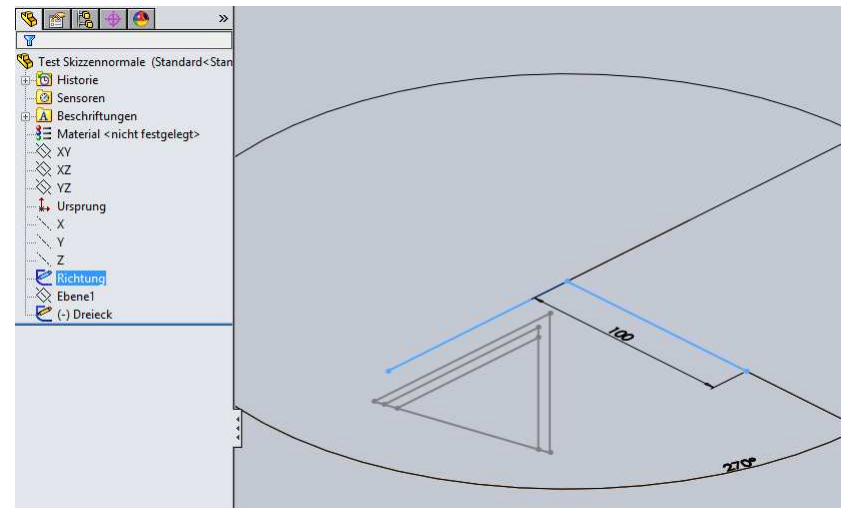 »
Test Skizzennormale (Standard<Stan
Historie
Sensoren
A Beschriftungen
Material <nicht festgelegt>
XY
XZ
YZ
Ursprung
X
Y
Z
Richtung
Ebene1
(-) Dreieck
100
270°